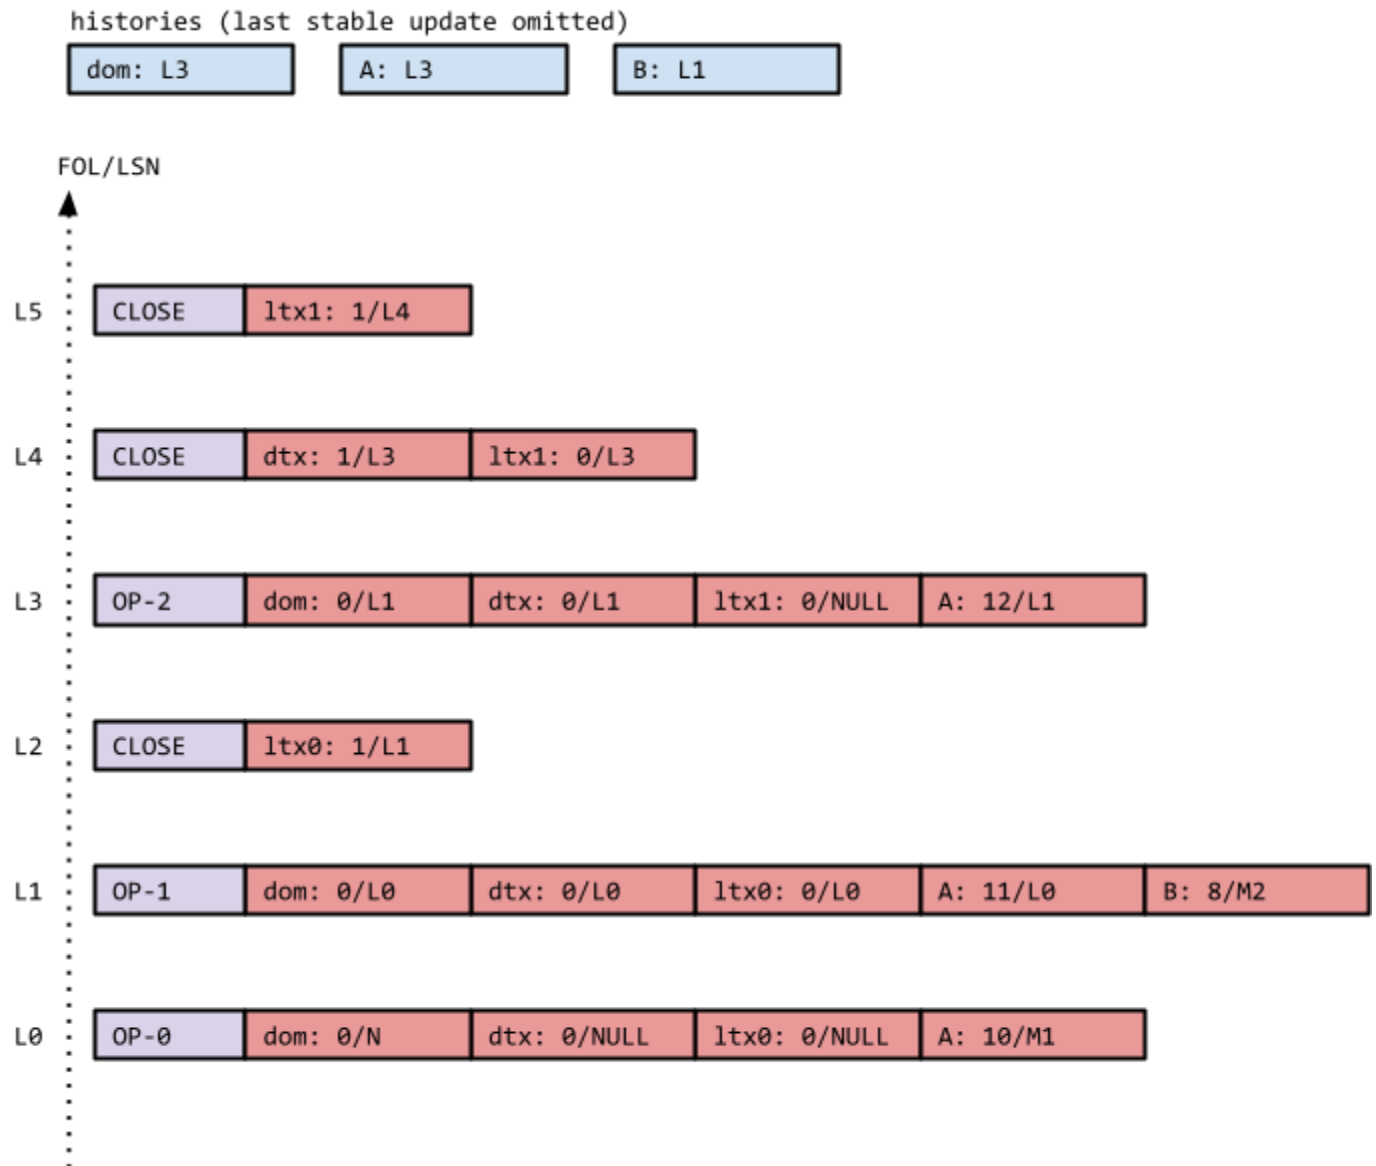 histories (last stable update omitted)
dom: L3 A: L3 B: L1
FOL/LSN
L5 CLOSE ltx1: 1/L4
L4 CLOSE dtx: 1/L3 ltx1: 0/L3
L3 OP-2 dom: 0/L1 dtx: 0/L1 ltx1: 0/NULL A: 12/L1
L2 CLOSE ltx0: 1/L1
L1 OP-1 dom: 0/L0 dtx: 0/L0 ltx0: 0/L0 A: 11/L0 B: 8/M2
L0 OP-0 dom: 0/N dtx: 0/NULL ltx0: 0/NULL A: 10/M1